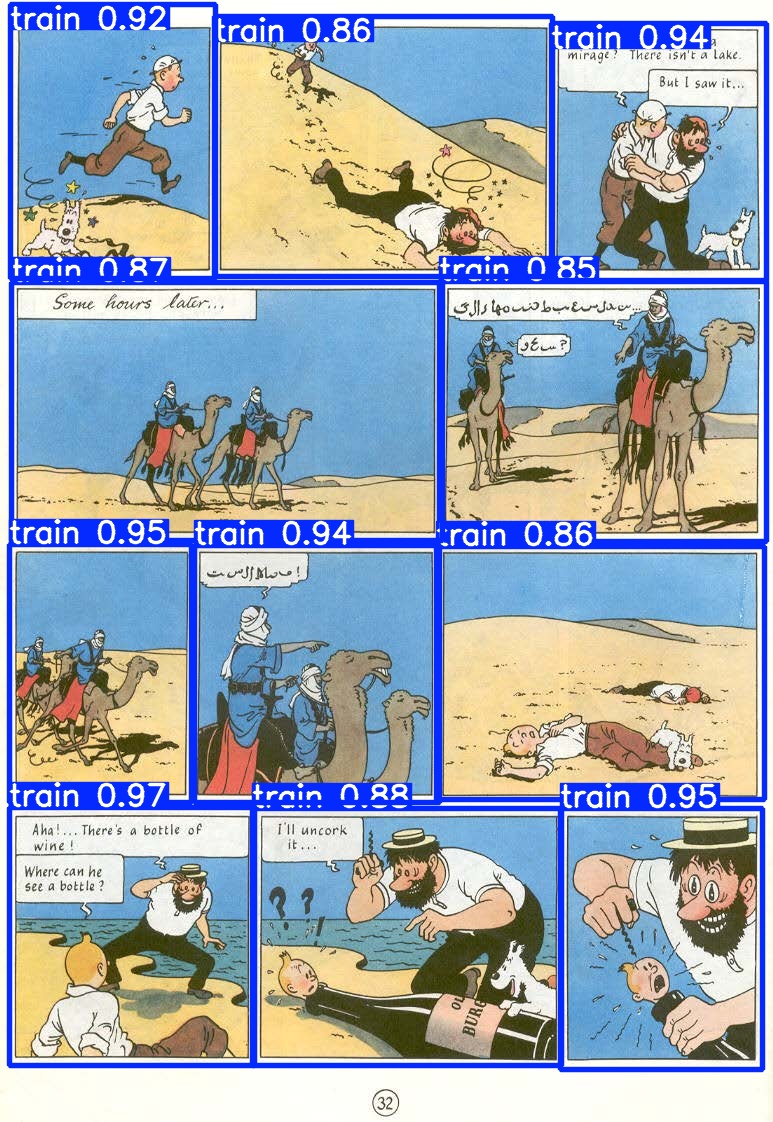 train 0.92
train 0.86
train 0.94
mirage? There isn't a lake.
But I saw it...
train 0.87
train 0.85
Some hours later...
train 0.95
train 0.94
train 0.86
train 0.97
train 0.88
train 0.95
Aha!... There's a bottle of
wine!
Where can he
see a bottle?
I'll uncork
it...
32